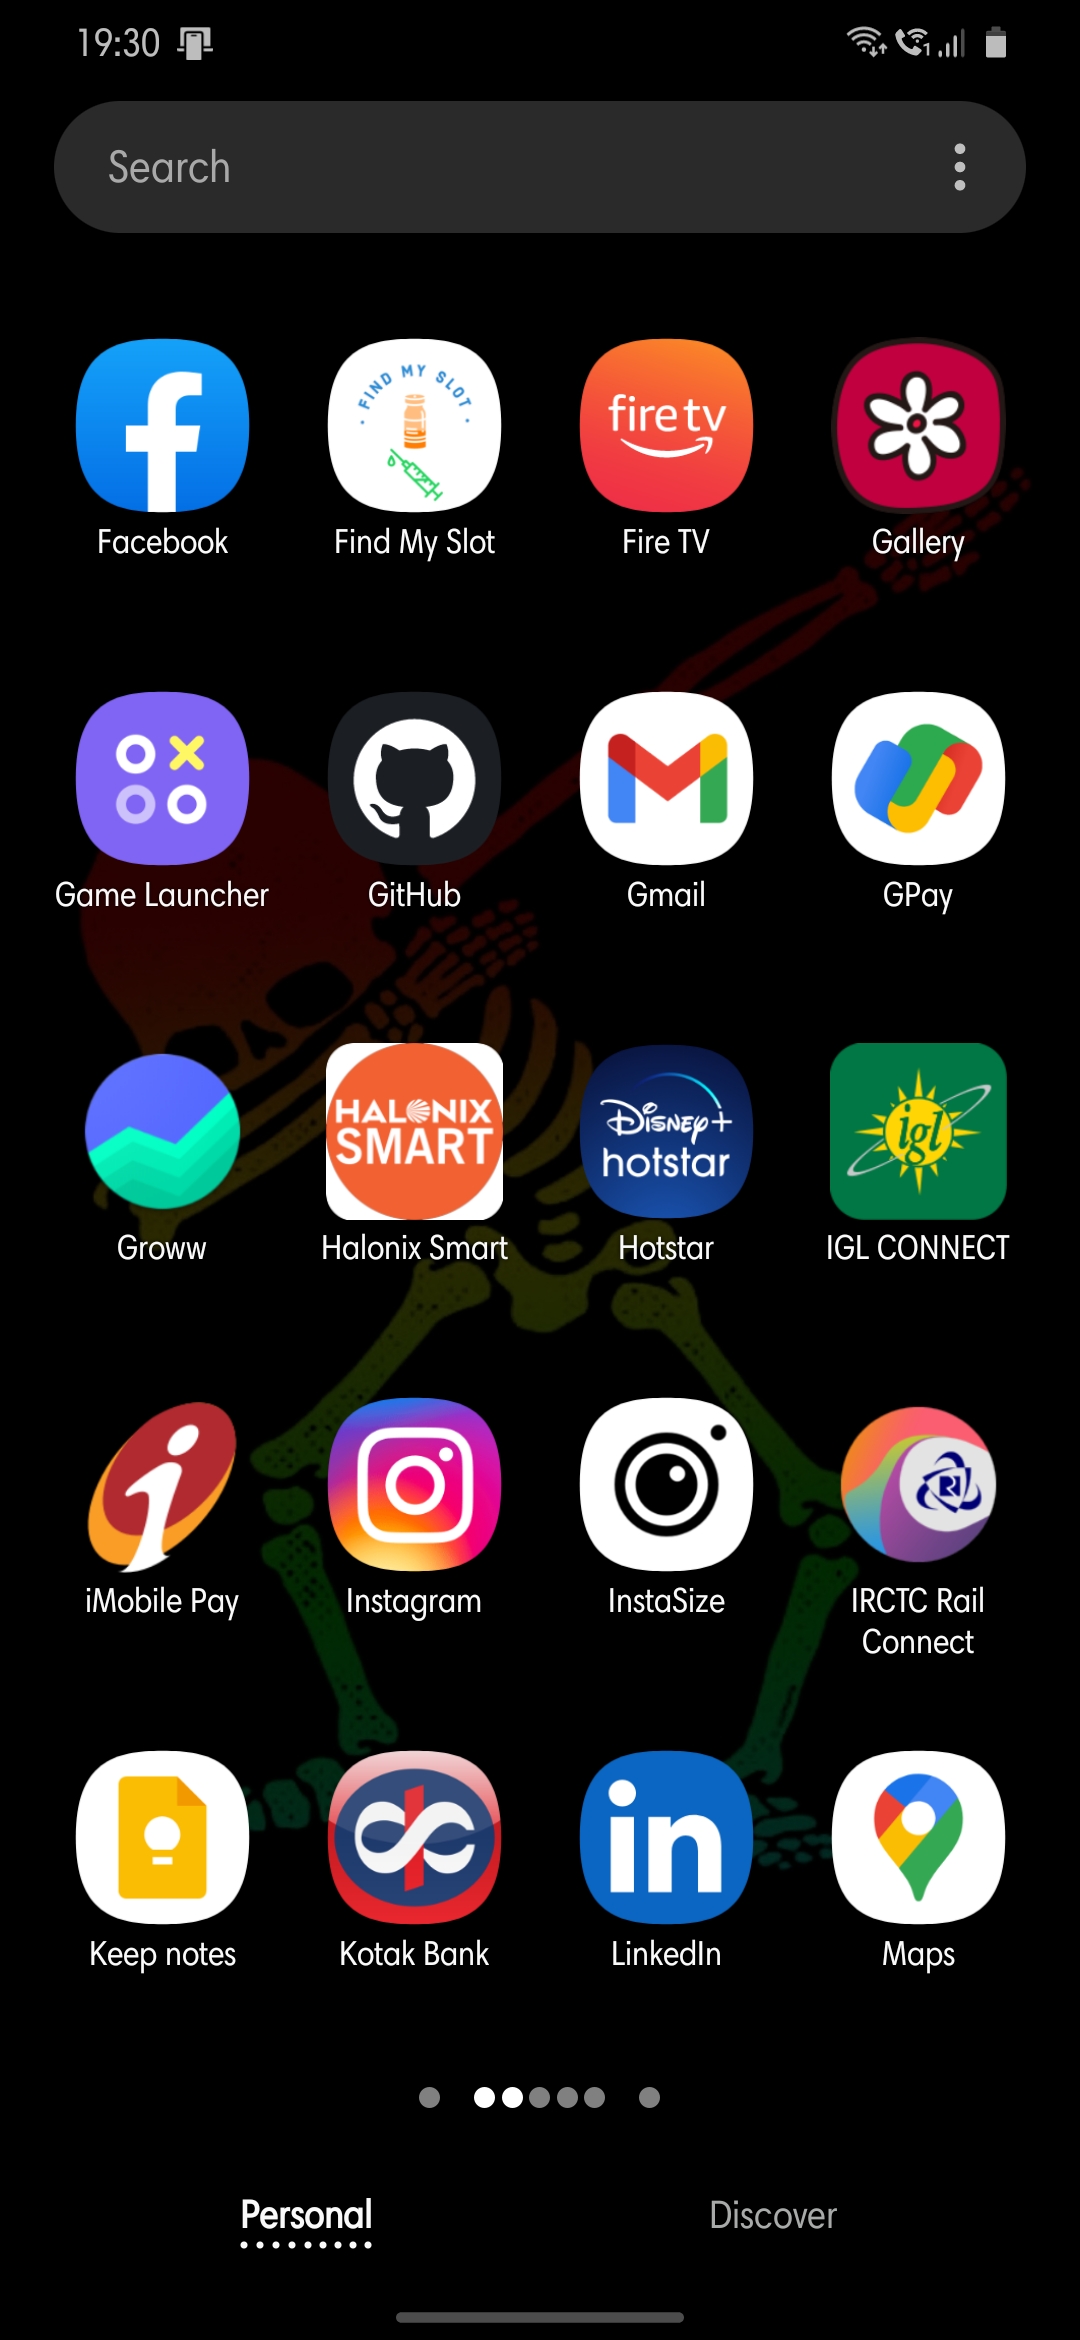 19:30
Search
FIND MY SLOT
fire tv
Facebook
Find My Slot
Fire TV
Gallery
Game Launcher
GitHub
Gmail
GPay
HALONIX
SMART
Disney+
hotstar
igl
Groww
Halonix Smart
Hotstar
IGL CONNECT
iMobile Pay
Instagram
InstaSize
IRCTC Rail
Connect
in
Keep notes
Kotak Bank
LinkedIn
Maps
Personal
Discover